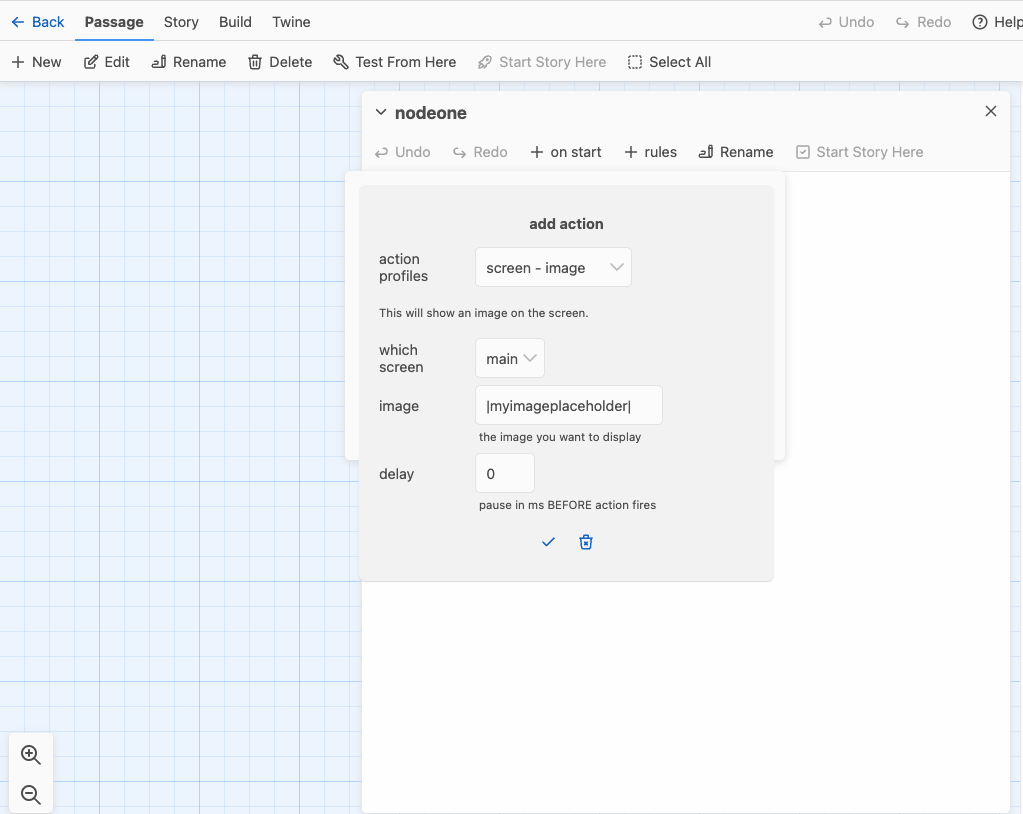 Back Passage Story Build Twine Undo Redo Help
New Edit Rename Delete Test From Here Start Story Here Select All
nodeone
Undo Redo on start rules Rename Start Story Here
add action
action
profiles
screen - image
This will show an image on the screen.
which
screen
main
image
|myimageplaceholder|
the image you want to display
delay
0
pause in ms BEFORE action fires